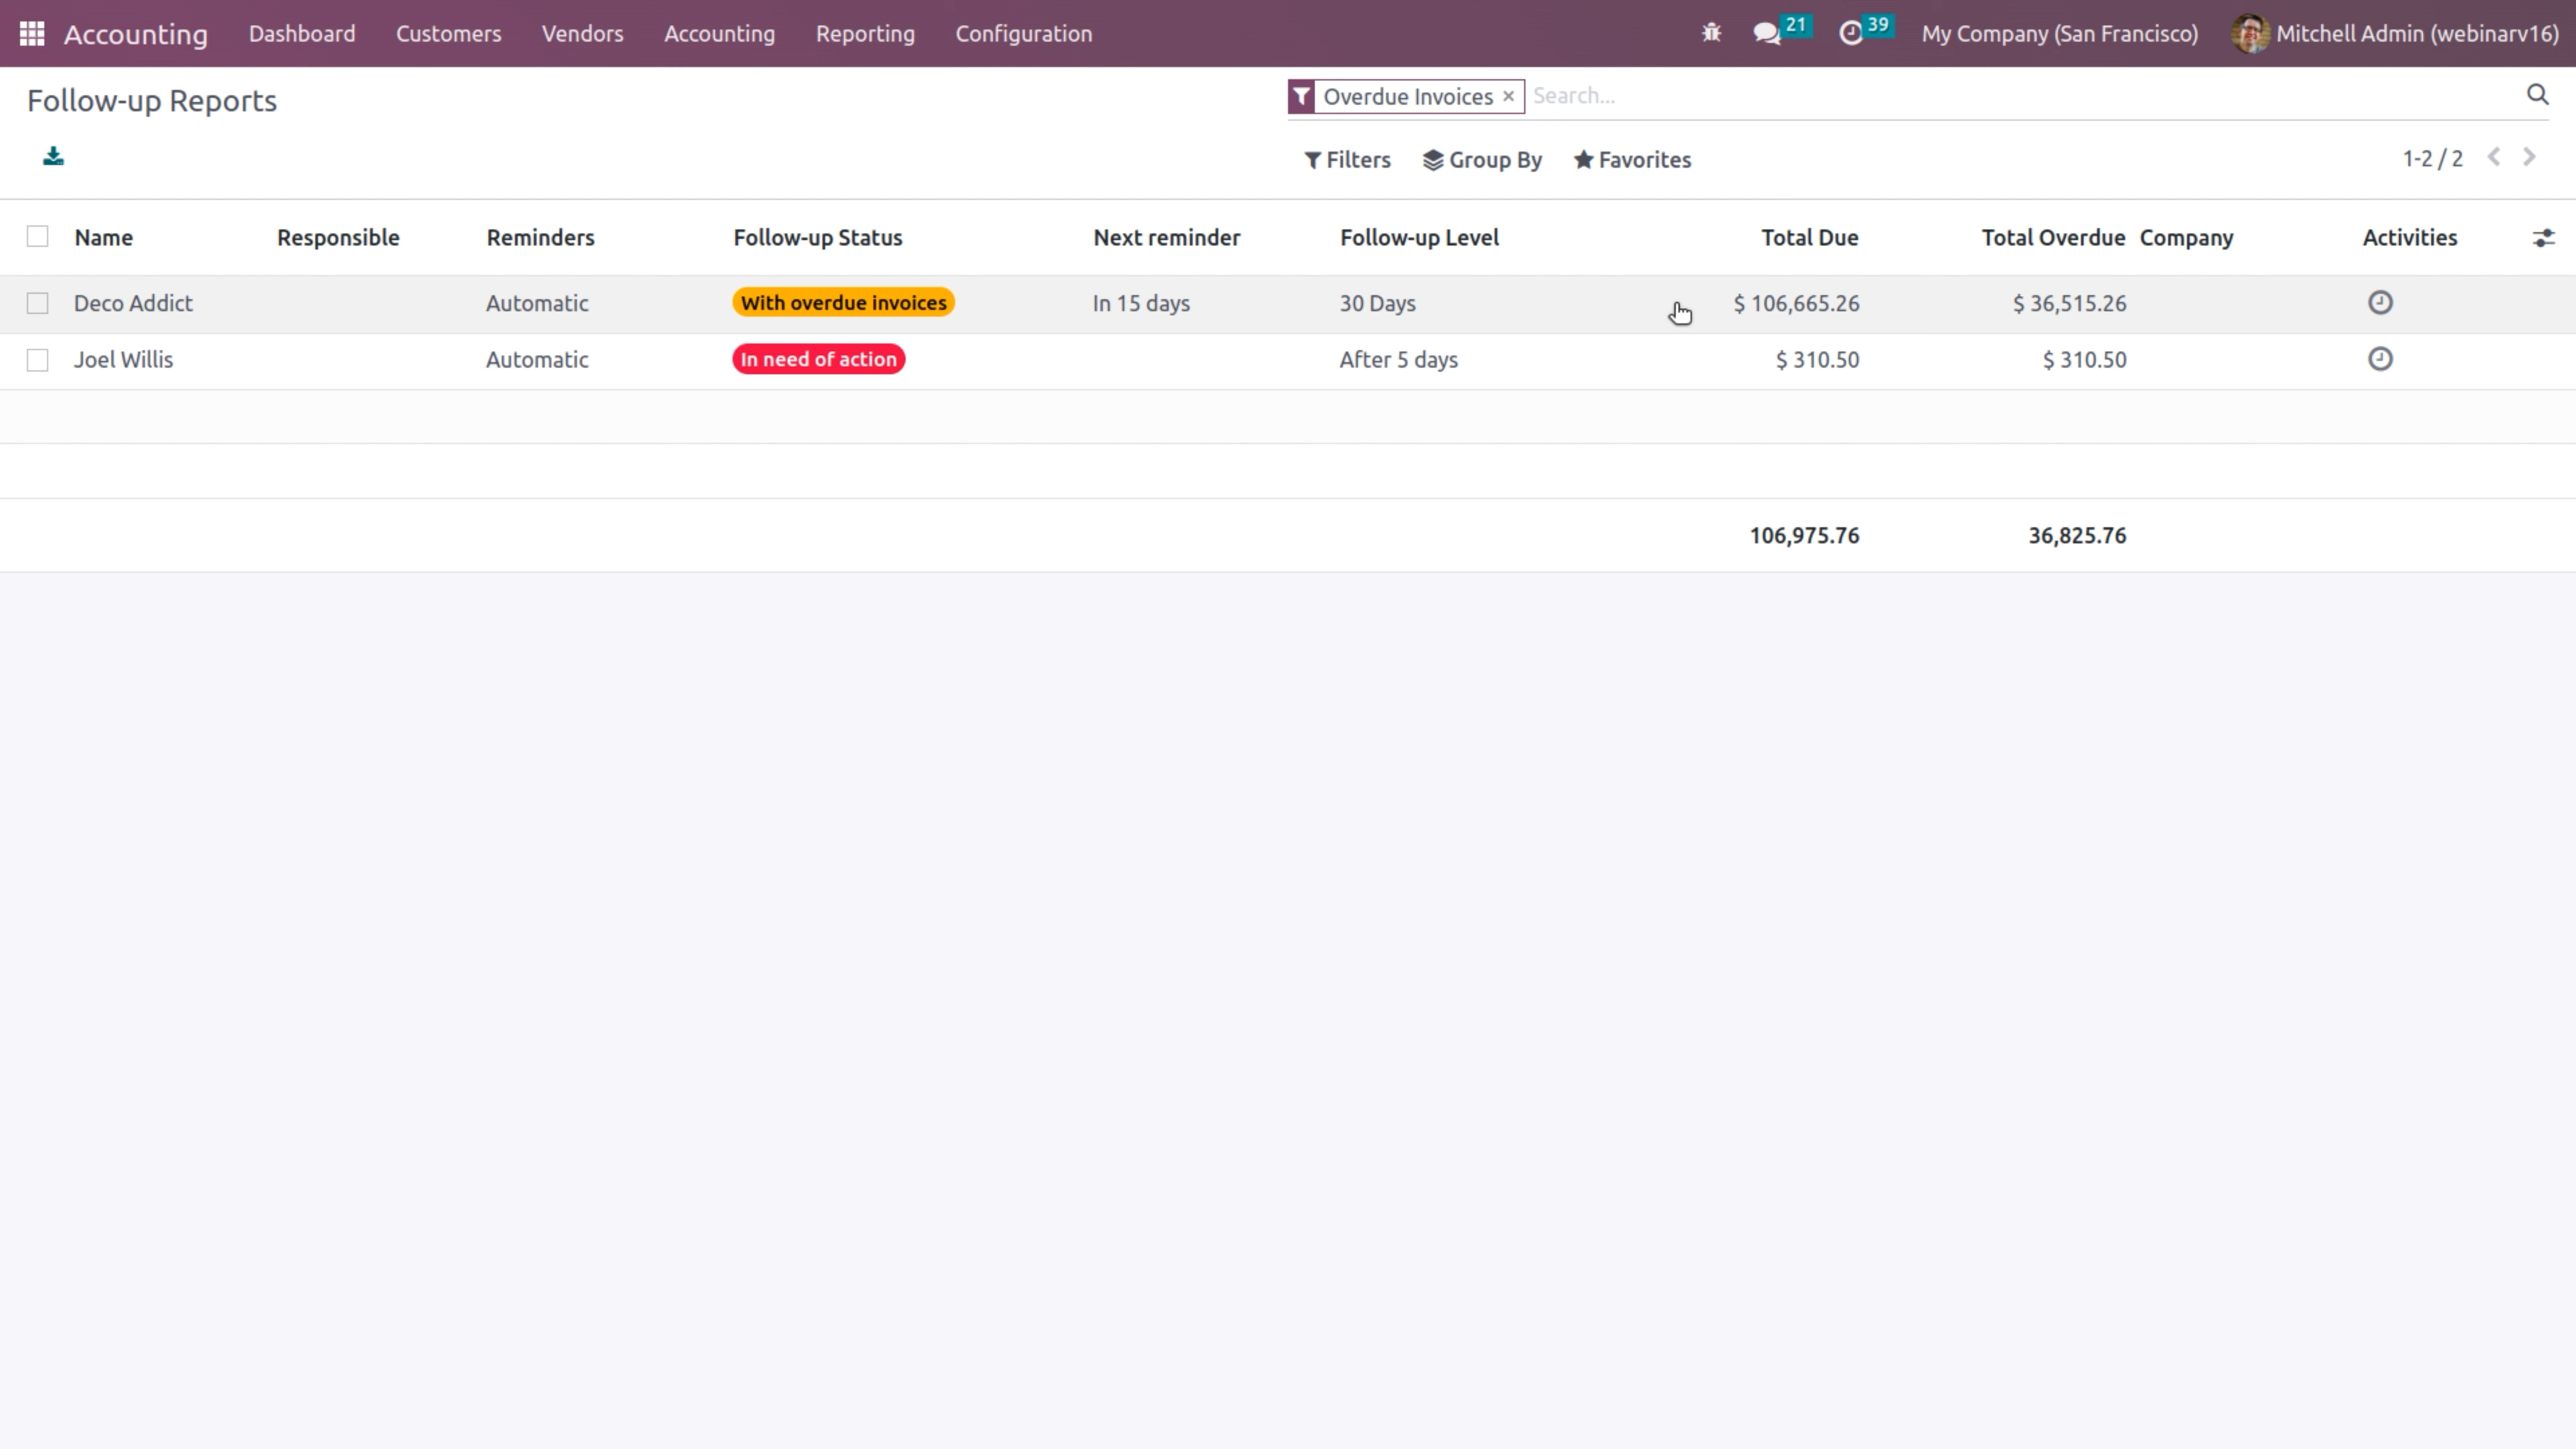 Accounting Dashboard Customers Vendors Accounting Reporting Configuration 21 39 My Company (San Francisco) Mitchell Admin (webinarv16)
Follow-up Reports Overdue Invoices × Search...
Filters Group By Favorites 1-2 / 2
Name Responsible Reminders Follow-up Status Next reminder Follow-up Level Total Due Total Overdue Company Activities
Deco Addict Automatic With overdue invoices In 15 days 30 Days $ 106,665.26 $ 36,515.26
Joel Willis Automatic In need of action After 5 days $ 310.50 $ 310.50
106,975.76 36,825.76